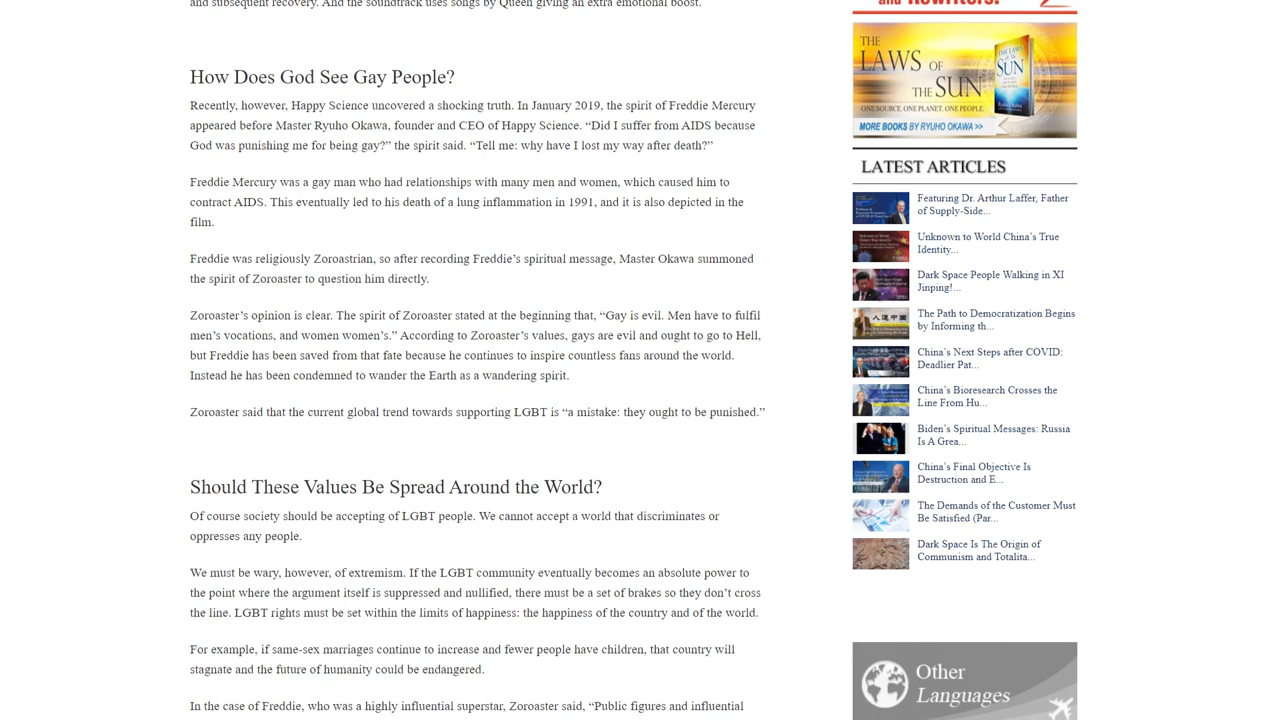 and subsequent recovery. And the soundtrack uses songs by Queen giving an extra emotional boost.
How Does God See Gay People?
Recently, however, Happy Science uncovered a shocking truth. In January 2019, the spirit of Freddie Mercury
appeared before Master Ryuho Okawa, founder and CEO of Happy Science. “Did I suffer from AIDS because
God was punishing me for being gay?” the spirit said. “Tell me: why have I lost my way after death?”
Freddie Mercury was a gay man who had relationships with many men and women, which caused him to
contract AIDS. This eventually led to his death of a lung inflammation in 1991, and it is also depicted in the
film.
Freddie was religiously Zoroastrian, so after recording Freddie’s spiritual message, Master Okawa summoned
the spirit of Zoroaster to question him directly.
Zoroaster’s opinion is clear. The spirit of Zoroaster stated at the beginning that, “Gay is evil. Men have to fulfil
men’s vocations, and women women’s.” According to Zoroaster’s values, gays are evil and ought to go to Hell,
but Freddie has been saved from that fate because he continues to inspire countless fans around the world.
Instead he has been condemned to wander the Earth as a wandering spirit.
Zoroaster said that the current global trend towards supporting LGBT is “a mistake: they ought to be punished.”
Should These Values Be Spread Around the World?
Of course society should be accepting of LGBT people. We cannot accept a world that discriminates or
oppresses any people.
We must be wary, however, of extremism. If the LGBT community eventually becomes an absolute power to
the point where the argument itself is suppressed and nullified, there must be a set of brakes so they don’t cross
the line. LGBT rights must be set within the limits of happiness: the happiness of the country and of the world.
For example, if same-sex marriages continue to increase and fewer people have children, that country will
stagnate and the future of humanity could be endangered.
In the case of Freddie, who was a highly influential superstar, Zoroaster said, “Public figures and influential
and Rewriters!
THE
LAWS OF
THE SUN
ONE SOURCE. ONE PLANET. ONE PEOPLE.
MORE BOOKS BY RYUHO OKAWA >>
THE LAWS OF
THE
SUN
LATEST ARTICLES
Featuring Dr. Arthur Laffer, Father
of Supply-Side...
Unknown to World China’s True
Identity...
Dark Space People Walking in XI
Jinping!...
The Path to Democratization Begins
by Informing th...
China’s Next Steps after COVID:
Deadlier Pat...
China’s Bioresearch Crosses the
Line From Hu...
Biden’s Spiritual Messages: Russia
Is A Grea...
China’s Final Objective Is
Destruction and E...
The Demands of the Customer Must
Be Satisfied (Par...
Dark Space Is The Origin of
Communism and Totalita...
Other
Languages